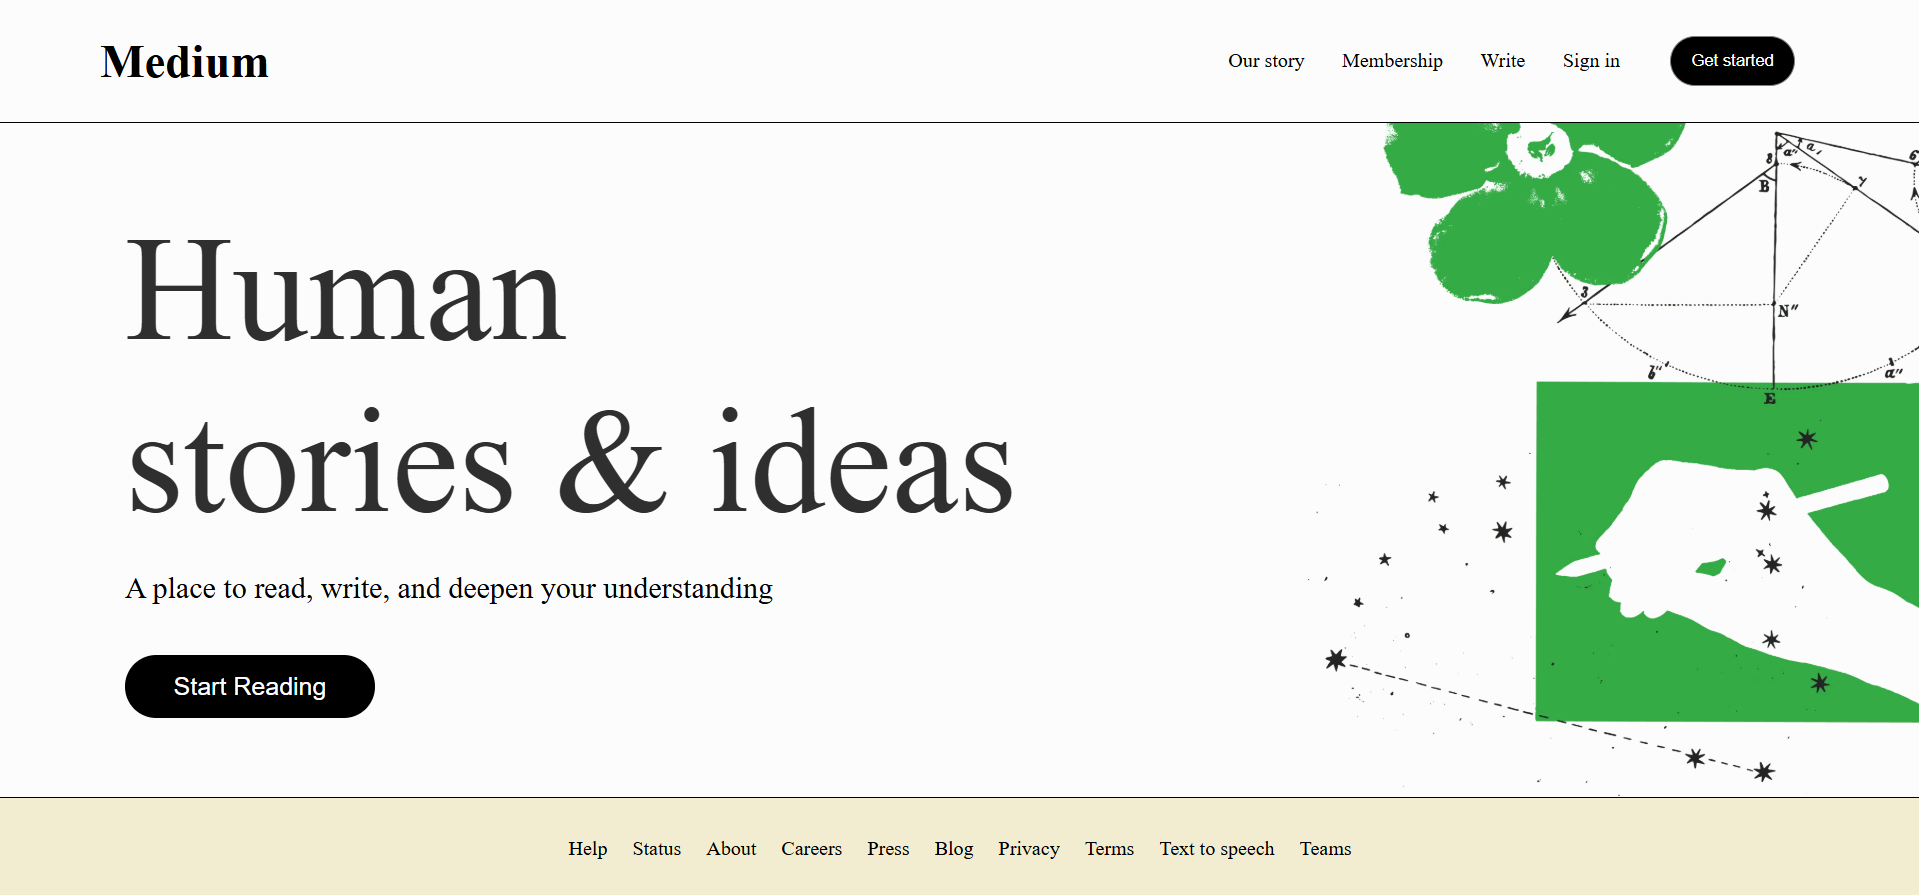 Medium
Our story Membership Write Sign in Get started
Human
stories & ideas
A place to read, write, and deepen your understanding
Start Reading
8 a" a, 6
B
3
N"
b" a"
E
Help Status About Careers Press Blog Privacy Terms Text to speech Teams